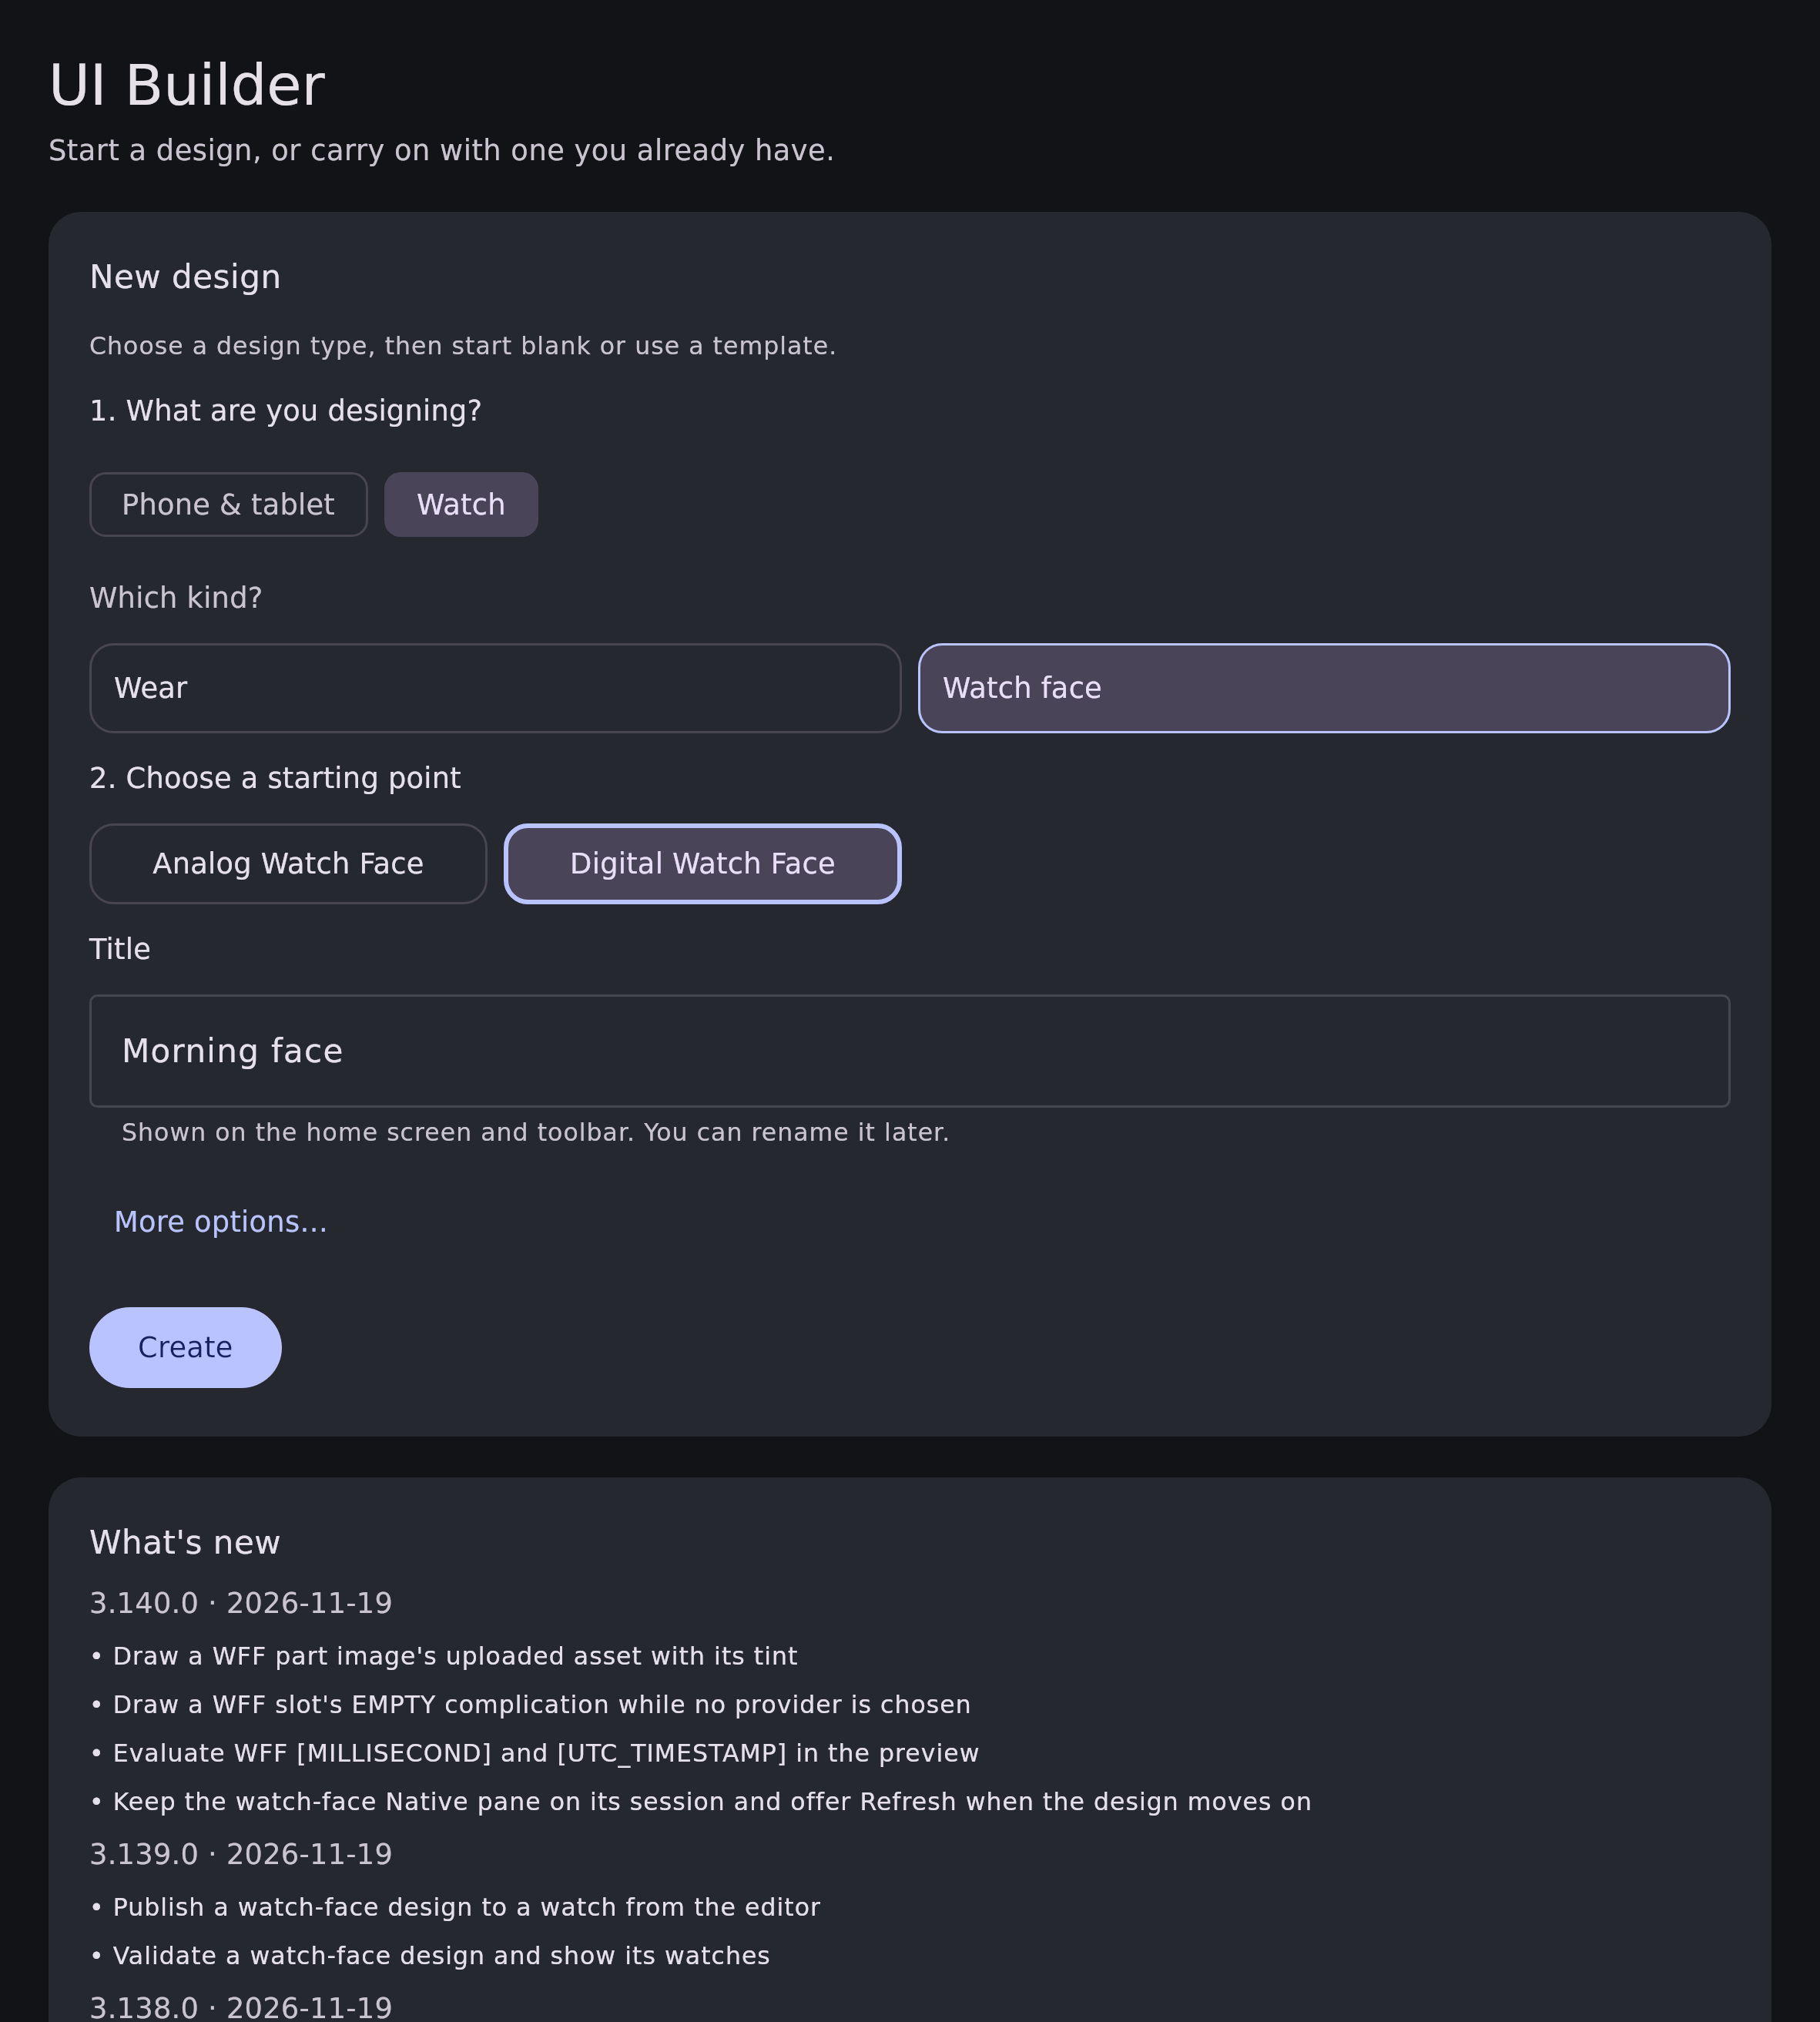 UI Builder
Start a design, or carry on with one you already have.
New design
Choose a design type, then start blank or use a template.
1. What are you designing?
Phone & tablet
Watch
Which kind?
Wear
Watch face
2. Choose a starting point
Analog Watch Face
Digital Watch Face
Title
Morning face
Shown on the home screen and toolbar. You can rename it later.
More options...
Create
What's new
3.140.0 · 2026-11-19
• Draw a WFF part image's uploaded asset with its tint
• Draw a WFF slot's EMPTY complication while no provider is chosen
• Evaluate WFF [MILLISECOND] and [UTC_TIMESTAMP] in the preview
• Keep the watch-face Native pane on its session and offer Refresh when the design moves on
3.139.0 · 2026-11-19
• Publish a watch-face design to a watch from the editor
• Validate a watch-face design and show its watches
3.138.0 · 2026-11-19